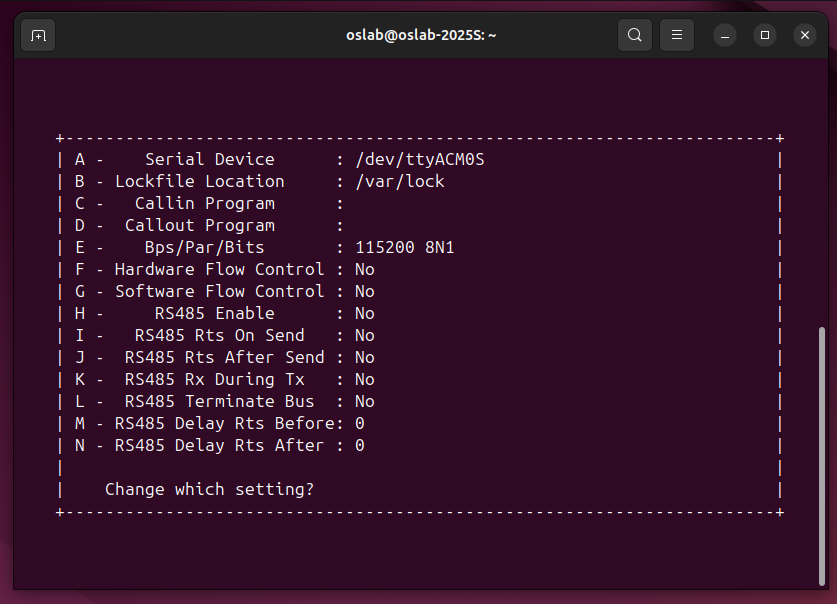 oslab@oslab-2025S: ~
+-----------------------------------------------------------------------+
| A -    Serial Device      : /dev/ttyACM0S                             |
| B - Lockfile Location     : /var/lock                                 |
| C -   Callin Program      :                                           |
| D -  Callout Program      :                                           |
| E -    Bps/Par/Bits       : 115200 8N1                                |
| F - Hardware Flow Control : No                                        |
| G - Software Flow Control : No                                        |
| H -     RS485 Enable      : No                                        |
| I -   RS485 Rts On Send   : No                                        |
| J -  RS485 Rts After Send : No                                        |
| K -  RS485 Rx During Tx   : No                                        |
| L -  RS485 Terminate Bus  : No                                        |
| M - RS485 Delay Rts Before: 0                                         |
| N - RS485 Delay Rts After : 0                                         |
|                                                                       |
|    Change which setting?                                              |
+-----------------------------------------------------------------------+